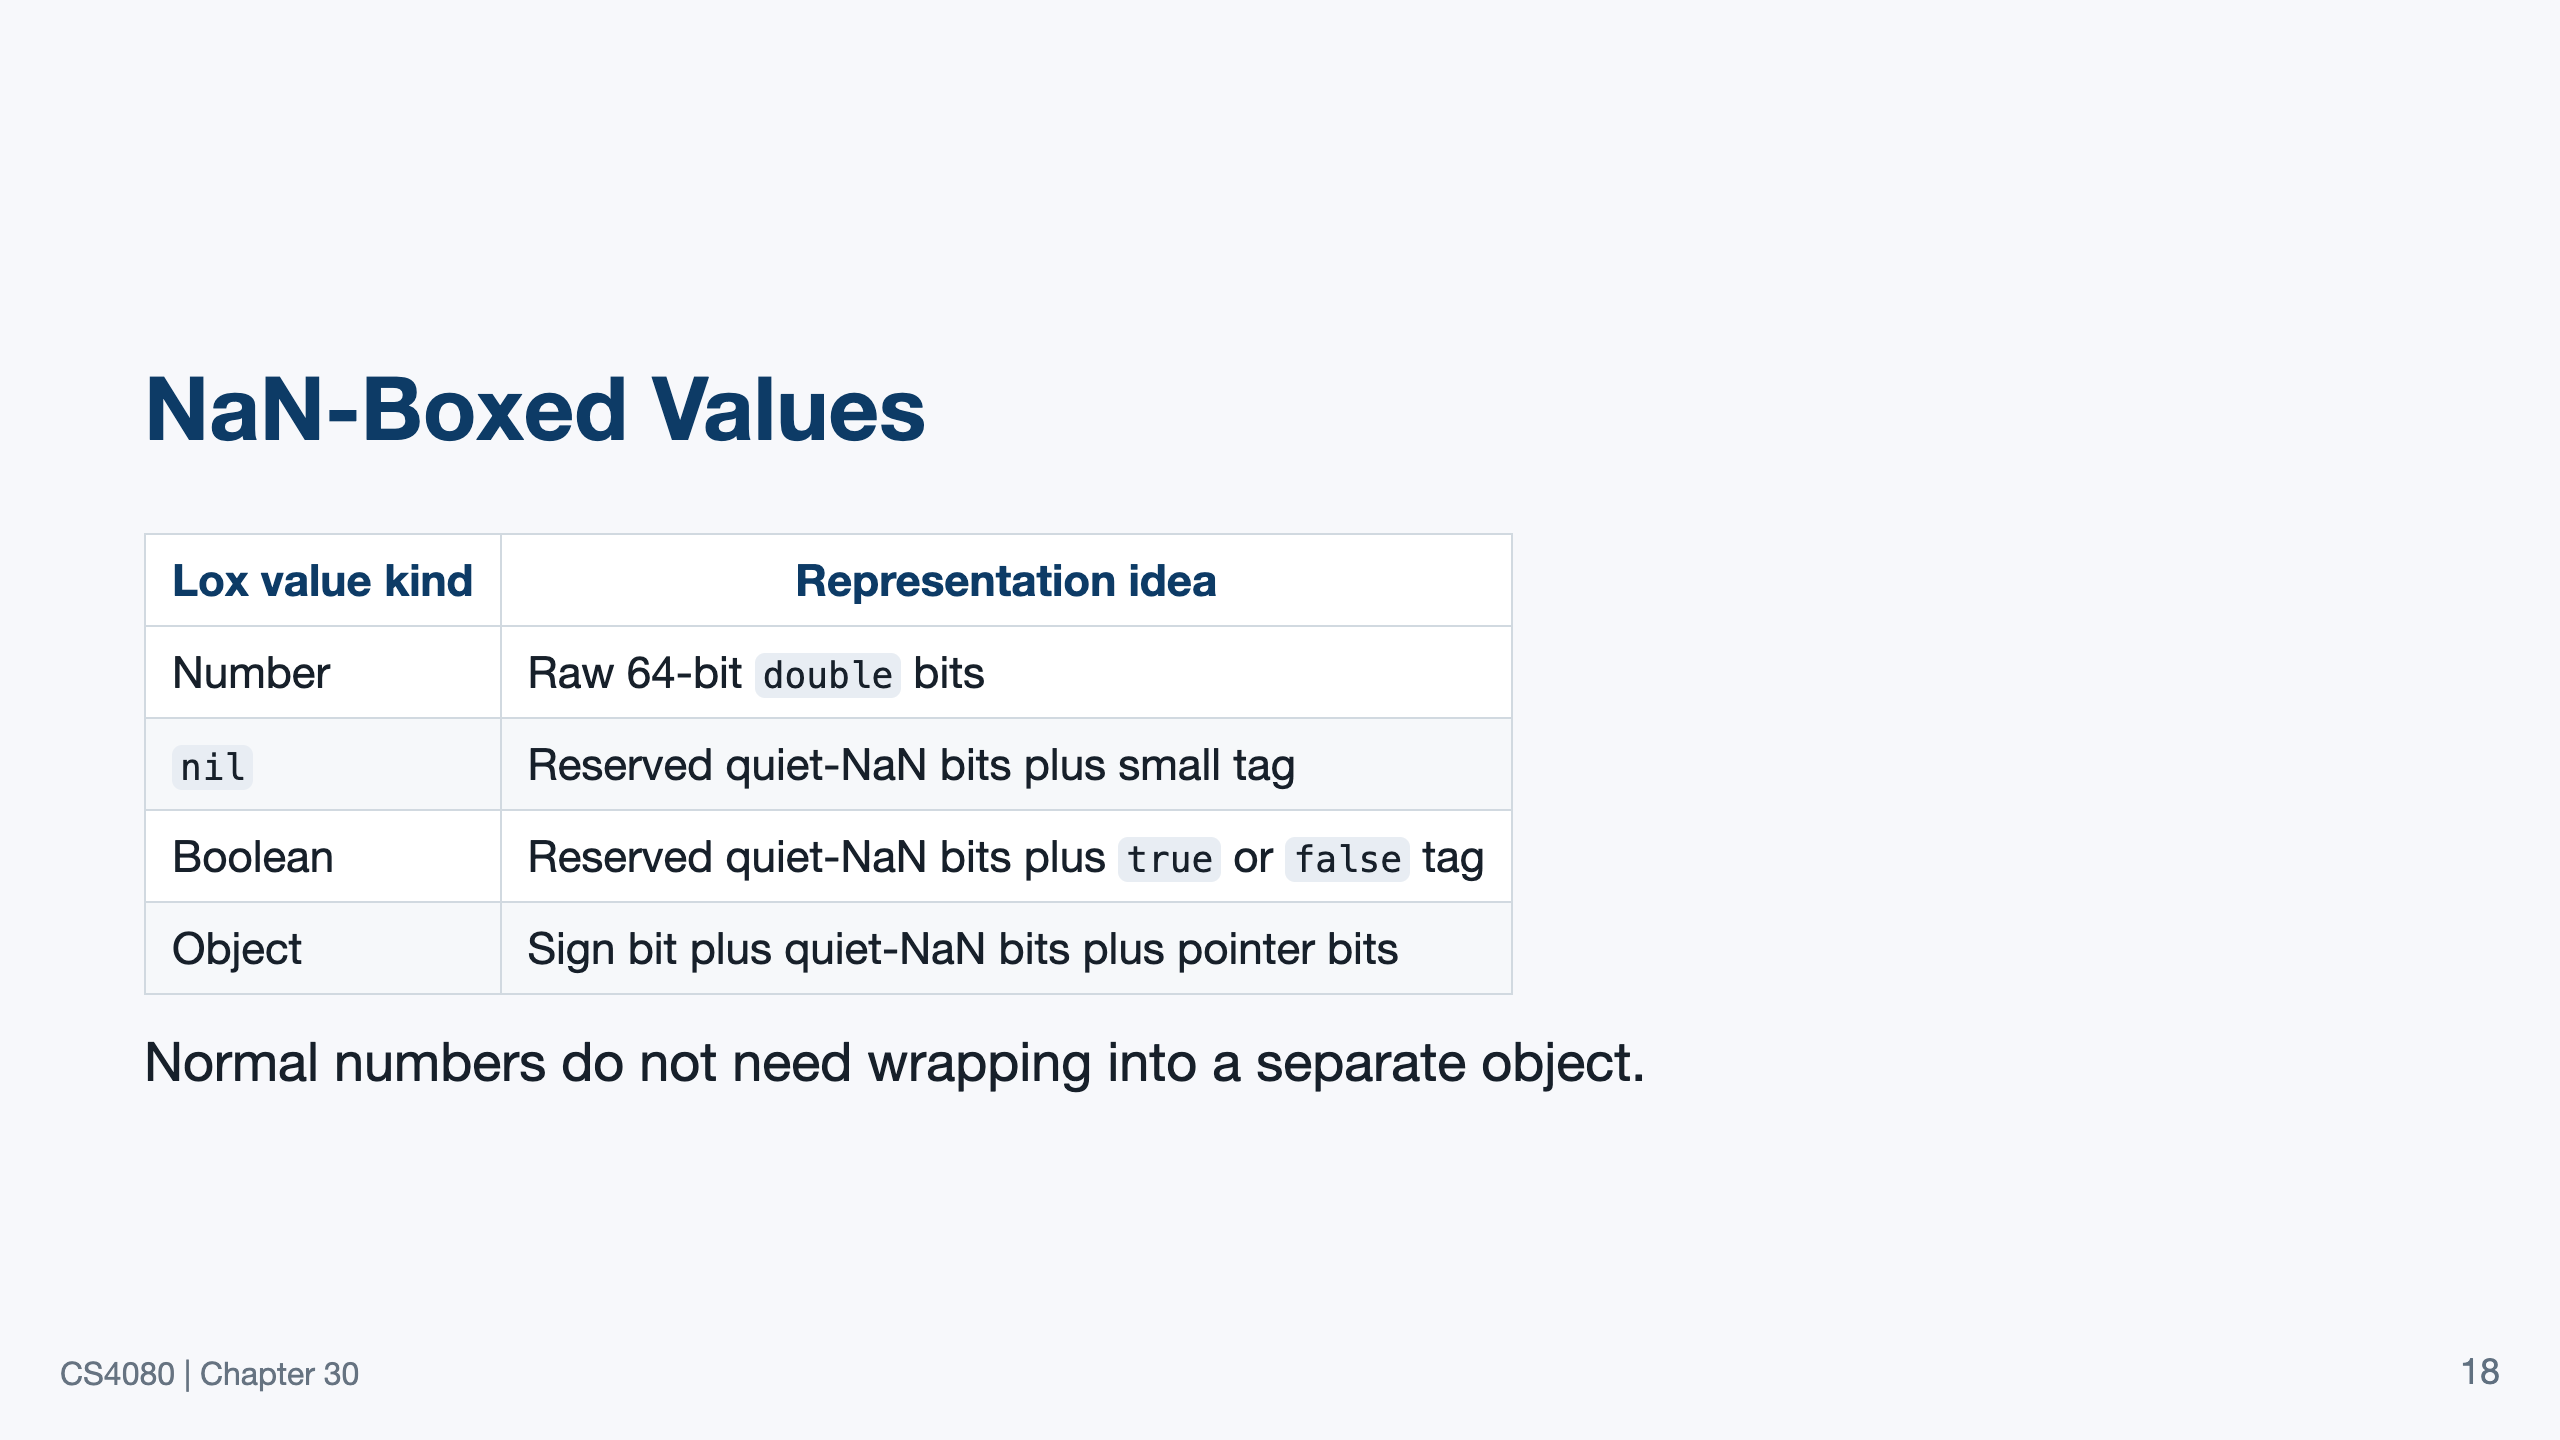 NaN-Boxed Values
Lox value kind Representation idea
Number Raw 64-bit double bits
nil Reserved quiet-NaN bits plus small tag
Boolean Reserved quiet-NaN bits plus true or false tag
Object Sign bit plus quiet-NaN bits plus pointer bits
Normal numbers do not need wrapping into a separate object.
CS4080 | Chapter 30 18